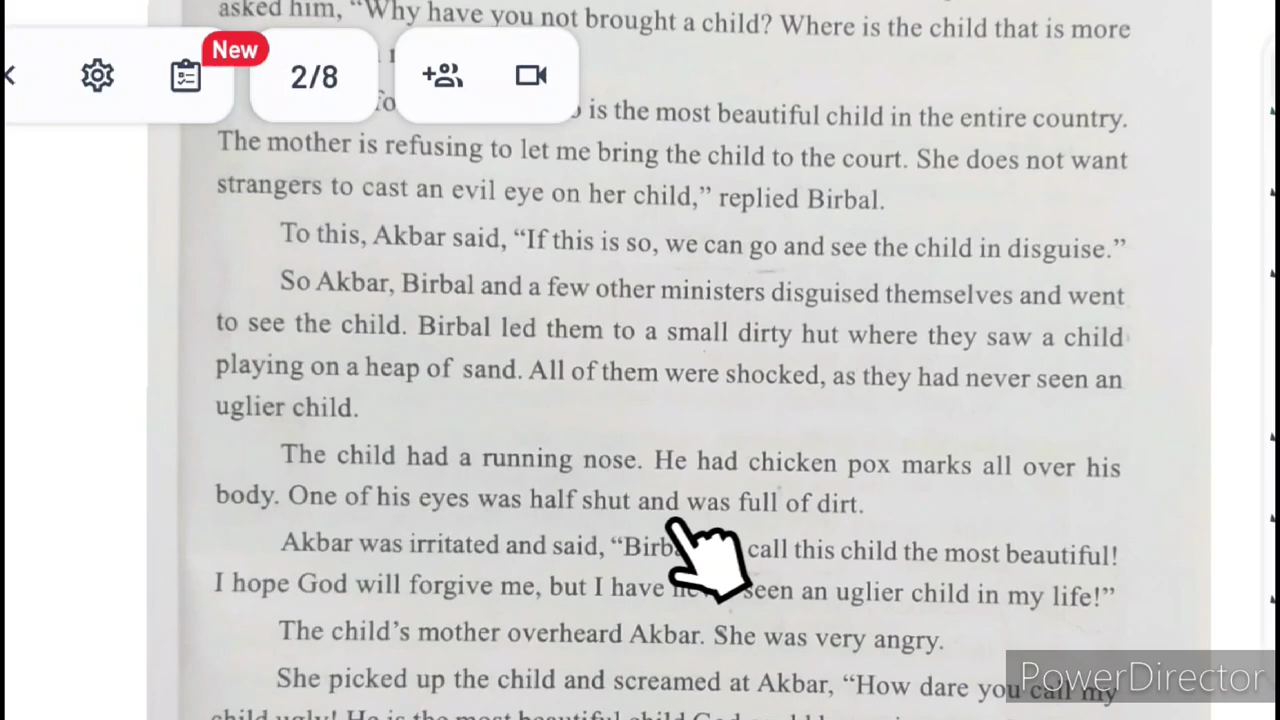 asked him, “Why have you not brought a child? Where is the child that is more
New
2/8
is the most beautiful child in the entire country.
The mother is refusing to let me bring the child to the court. She does not want
strangers to cast an evil eye on her child,” replied Birbal.
To this, Akbar said, “If this is so, we can go and see the child in disguise.”
So Akbar, Birbal and a few other ministers disguised themselves and went
to see the child. Birbal led them to a small dirty hut where they saw a child
playing on a heap of sand. All of them were shocked, as they had never seen an
uglier child.
The child had a running nose. He had chicken pox marks all over his
body. One of his eyes was half shut and was full of dirt.
Akbar was irritated and said, “ call this child the most beautiful!
I hope God will forgive me, but I have seen an uglier child in my life!”
The child’s mother overheard Akbar. She was very angry.
She picked up the child and screamed at Akbar, “How dare you call my
PowerDirector